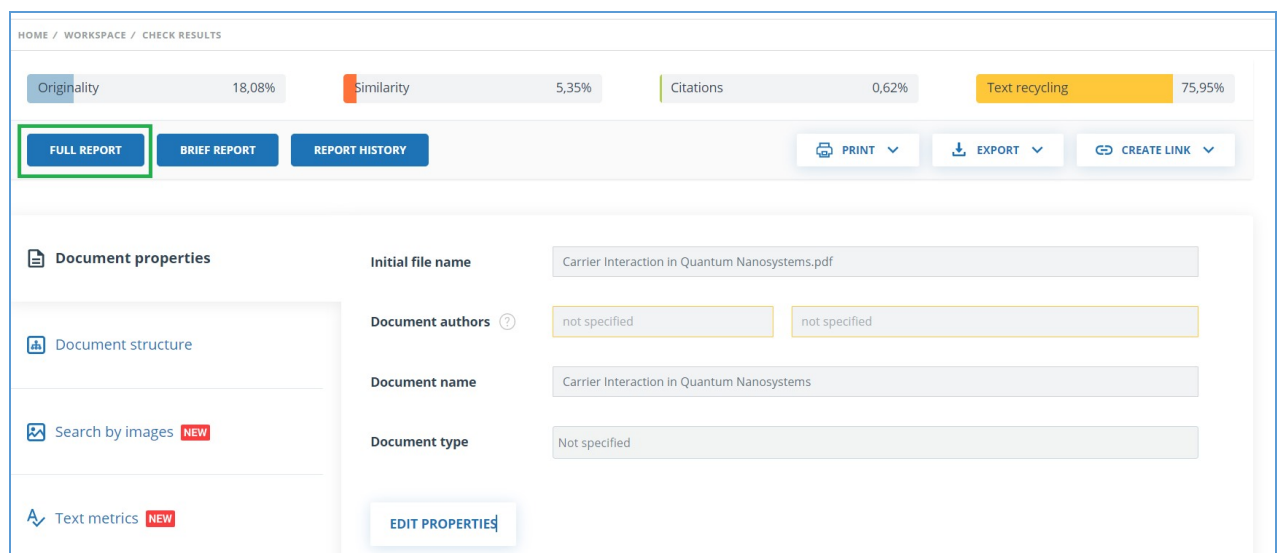 HOME / WORKSPACE / CHECK RESULTS
Originality 18,08% Similarity 5,35% Citations 0,62% Text recycling 75,95%
FULL REPORT BRIEF REPORT REPORT HISTORY PRINT EXPORT CREATE LINK
Document properties
Document structure
Search by images NEW
Text metrics NEW
Initial file name Carrier Interaction in Quantum Nanosystems.pdf
Document authors ? not specified not specified
Document name Carrier Interaction in Quantum Nanosystems
Document type Not specified
EDIT PROPERTIES